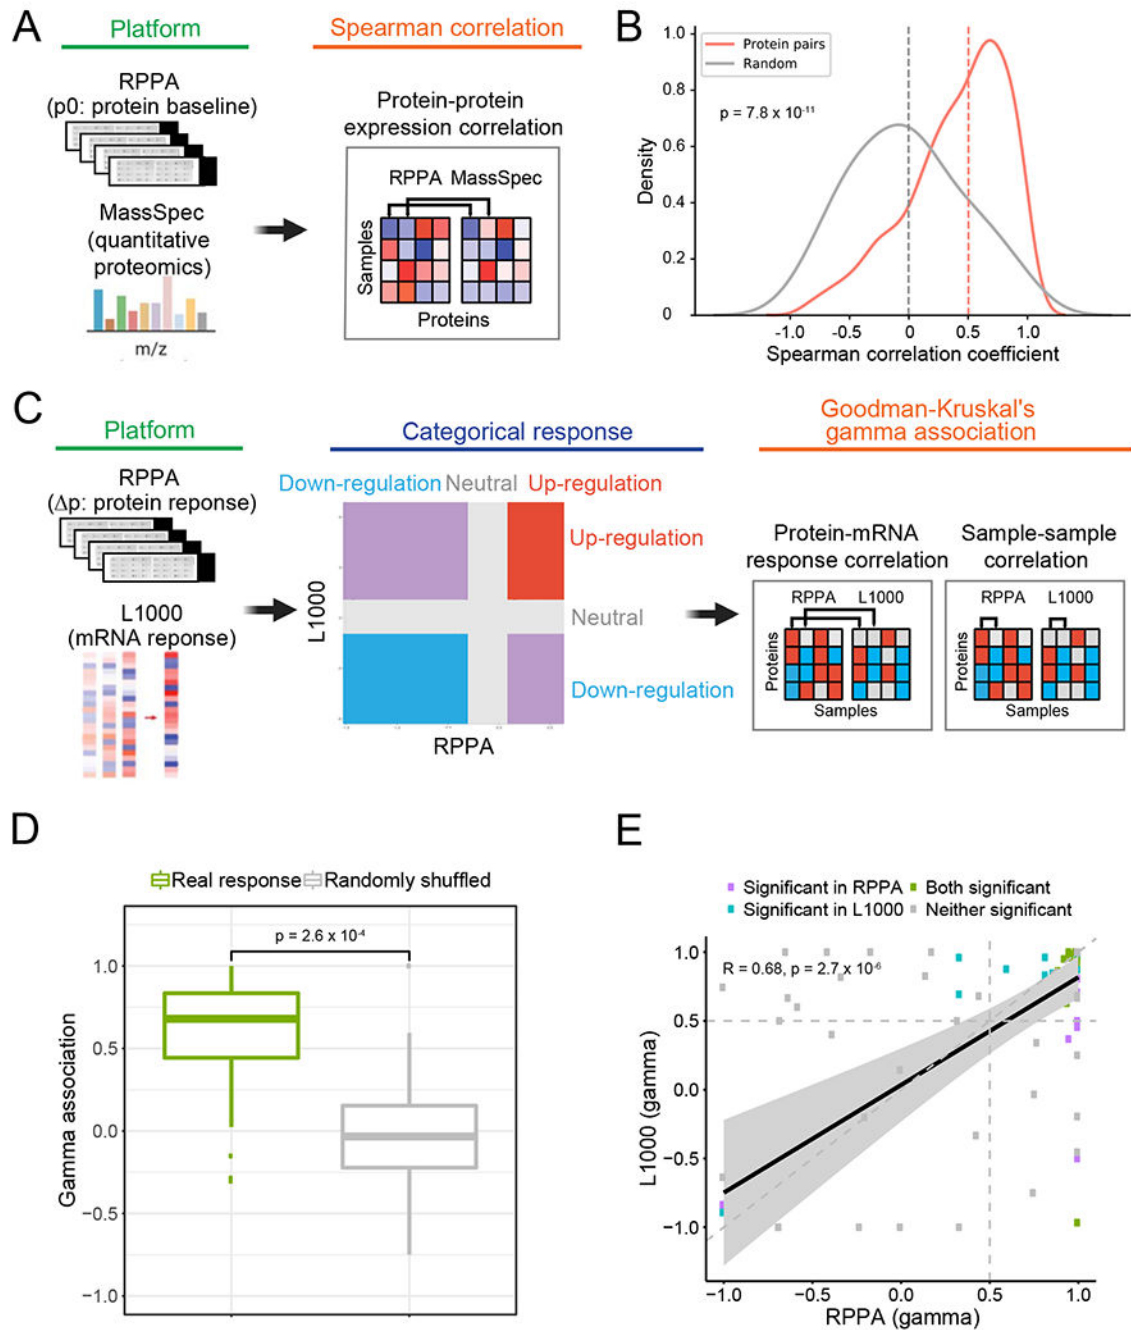 A
Platform
Spearman correlation
RPPA
(p0: protein baseline)
MassSpec
(quantitative
proteomics)
m/z
Protein-protein
expression correlation
RPPA MassSpec
Samples
Proteins
B
Protein pairs
Random
p = 7.8 x 10⁻¹¹
1.0
0.8
0.6
0.4
0.2
0
Density
-1.0 -0.5 0 0.5 1.0
Spearman correlation coefficient
C
Platform
Categorical response
Goodman-Kruskal's
gamma association
RPPA
(Δp: protein reponse)
L1000
(mRNA reponse)
Down-regulation Neutral Up-regulation
Up-regulation
Neutral
Down-regulation
L1000
RPPA
Protein-mRNA
response correlation
RPPA L1000
Proteins
Samples
Sample-sample
correlation
RPPA L1000
Proteins
Samples
D
Real response Randomly shuffled
p = 2.6 x 10⁻⁴
1.0
0.5
0.0
−0.5
−1.0
Gamma association
E
Significant in RPPA Both significant
Significant in L1000 Neither significant
R = 0.68, p = 2.7 x 10⁻⁶
1.0
0.5
0.0
−0.5
−1.0
L1000 (gamma)
−1.0 −0.5 0.0 0.5 1.0
RPPA (gamma)